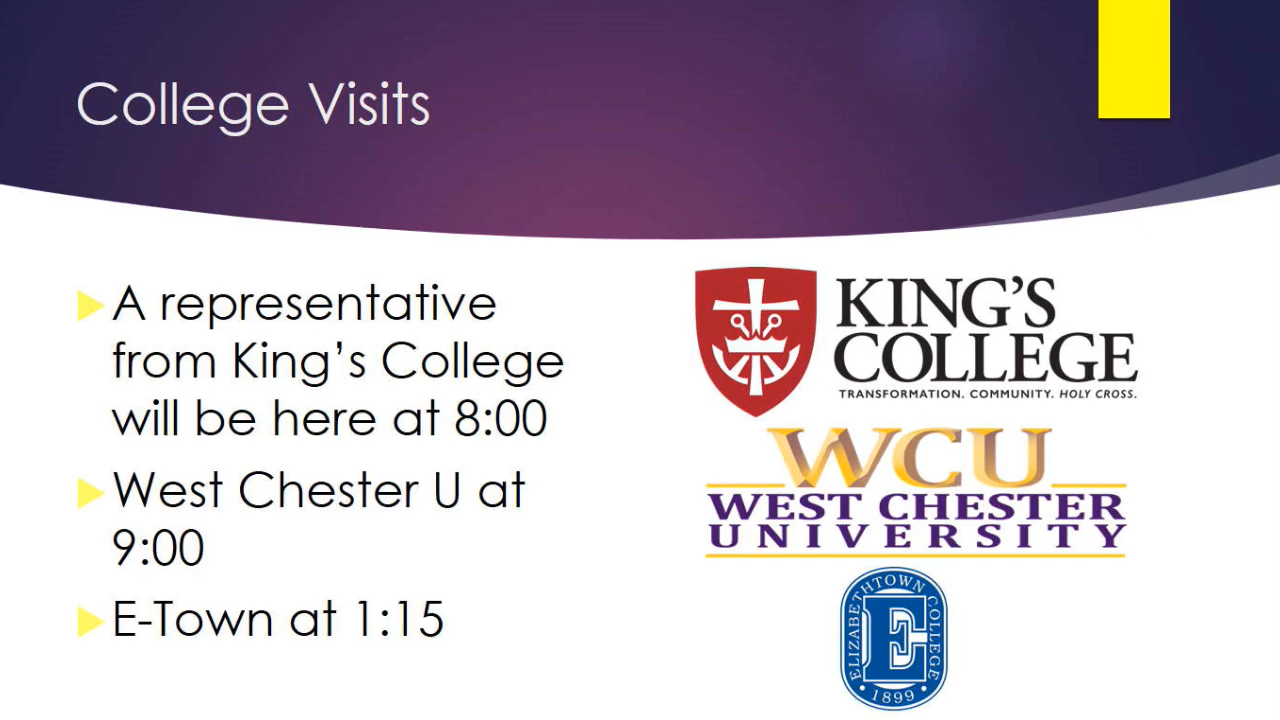 College Visits
A representative
from King's College
will be here at 8:00
West Chester U at
9:00
E-Town at 1:15
KING'S
COLLEGE
TRANSFORMATION. COMMUNITY. HOLY CROSS.
WCU
WEST CHESTER
UNIVERSITY
ELIZABETHTOWN COLLEGE
E
• 1899 •